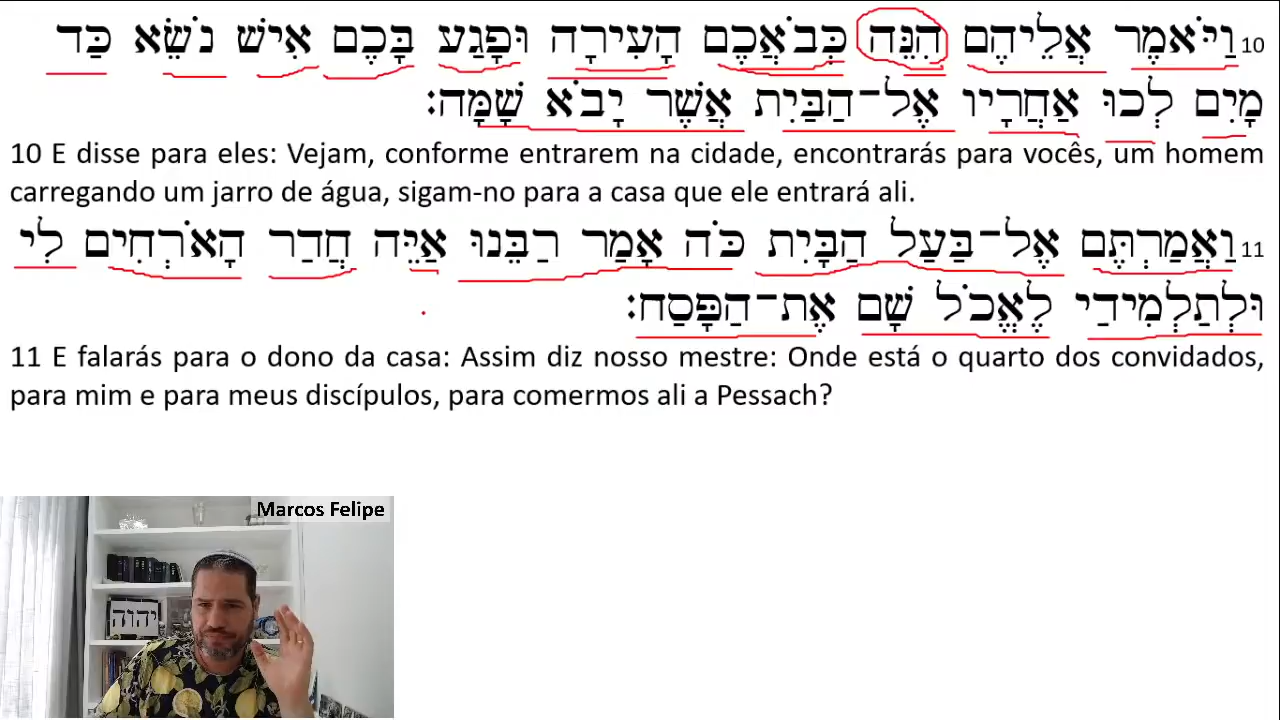 10 וַיֹּאמֶר אֲלֵיהֶם הִנֵּה כְּבֹאֲכֶם הָעִירָה וּפָגַע בָּכֶם אִישׁ נֹשֵׂא כַּד
מָיִם לְכוּ אַחֲרָיו אֶל־הַבַּיִת אֲשֶׁר יָבֹא שָׁמָּה׃
10 E disse para eles: Vejam, conforme entrarem na cidade, encontrarás para vocês, um homem
carregando um jarro de água, sigam-no para a casa que ele entrará ali.
11 וַאֲמַרְתֶּם אֶל־בַּעַל הַבָּיִת כֹּה אָמַר רַבֵּנוּ אַיֵּה חֲדַר הָאֹרְחִים לִי
וּלְתַלְמִידַי לֶאֱכֹל שָׁם אֶת־הַפָּסַח׃
11 E falarás para o dono da casa: Assim diz nosso mestre: Onde está o quarto dos convidados,
para mim e para meus discípulos, para comermos ali a Pessach?
Marcos Felipe
יהוה